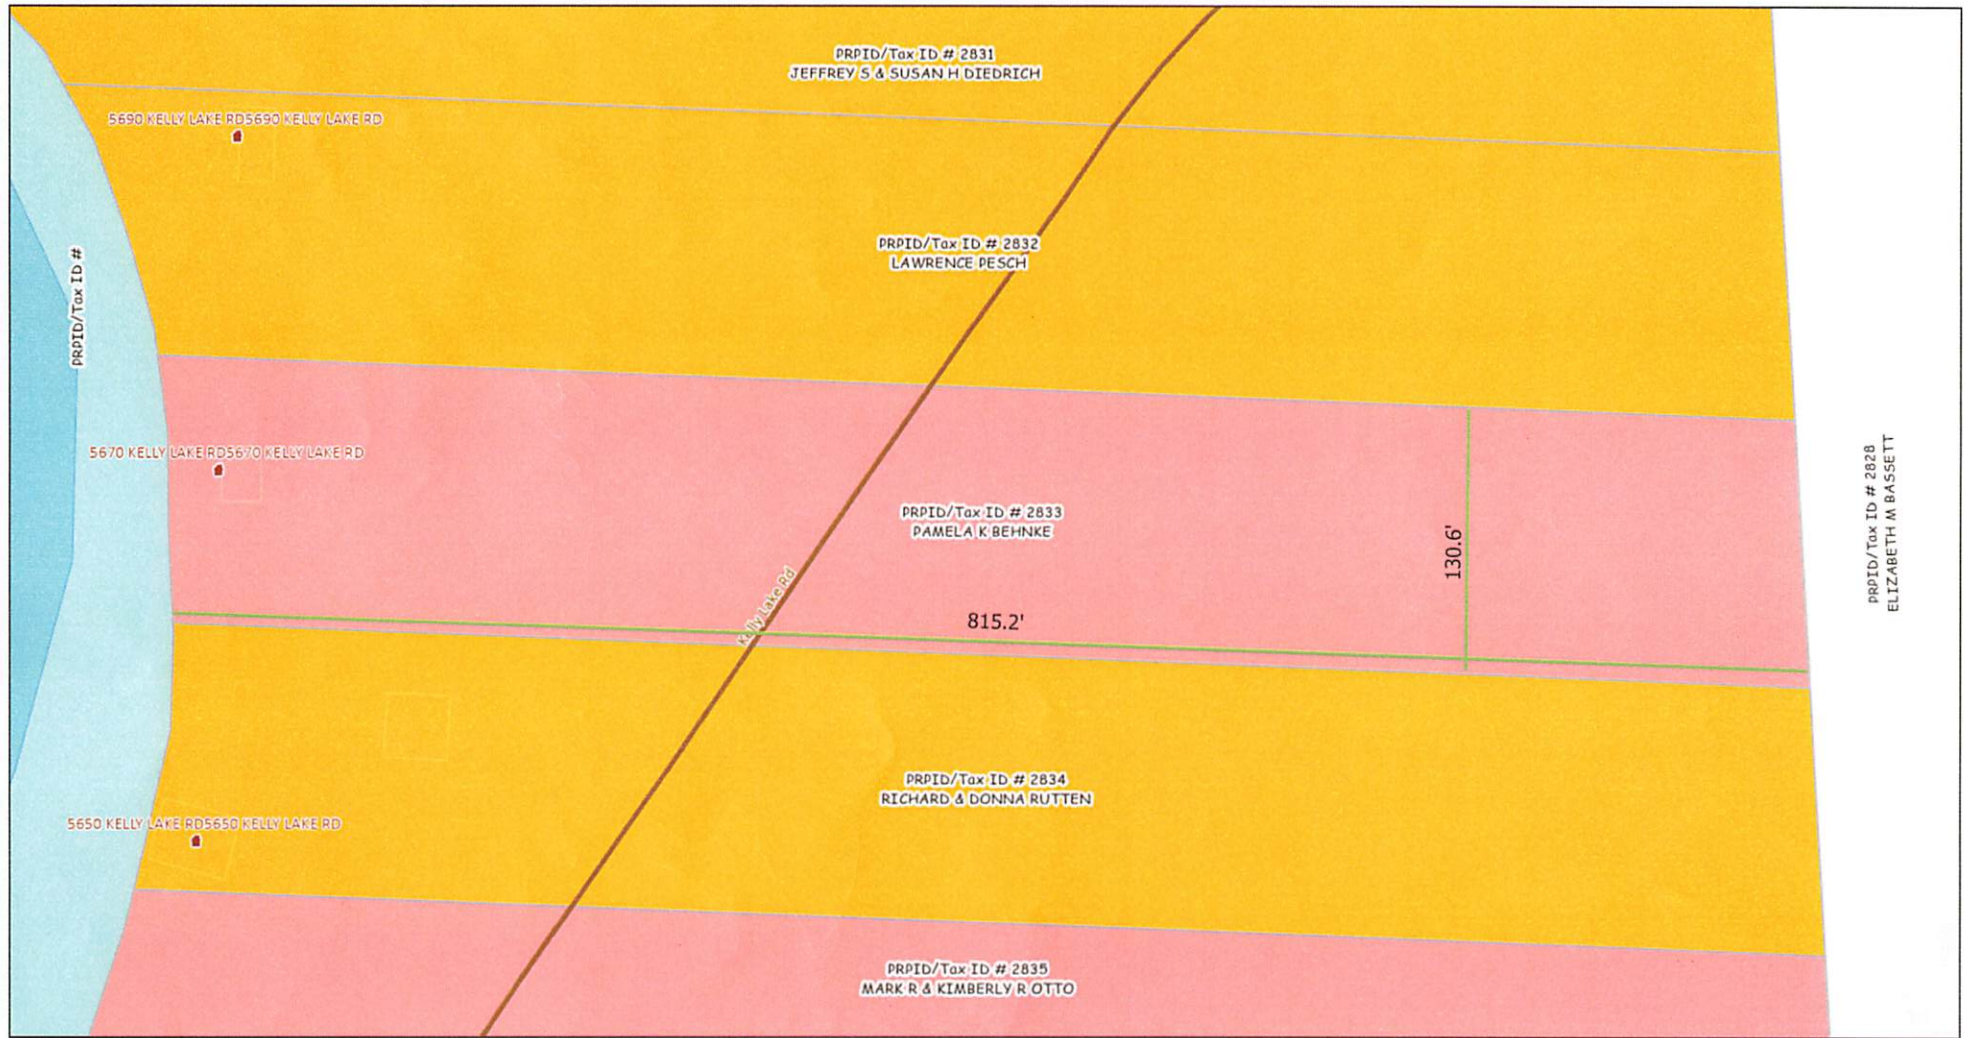 PRPID/Tax ID # 2831
JEFFREY S & SUSAN H DIEDRICH
5690 KELLY LAKE RD5690 KELLY LAKE RD
PRPID/Tax ID # 2832
LAWRENCE PESCH
PRPID/Tax ID #
5670 KELLY LAKE RD5670 KELLY LAKE RD
PRPID/Tax ID # 2833
PAMELA K BEHNKE
130.6'
PRPID/Tax ID # 2828
ELIZABETH M BASSETT
Kelly Lake Rd
815.2'
PRPID/Tax ID # 2834
RICHARD & DONNA RUTTEN
5650 KELLY LAKE RD5650 KELLY LAKE RD
PRPID/Tax ID # 2835
MARK R & KIMBERLY R OTTO